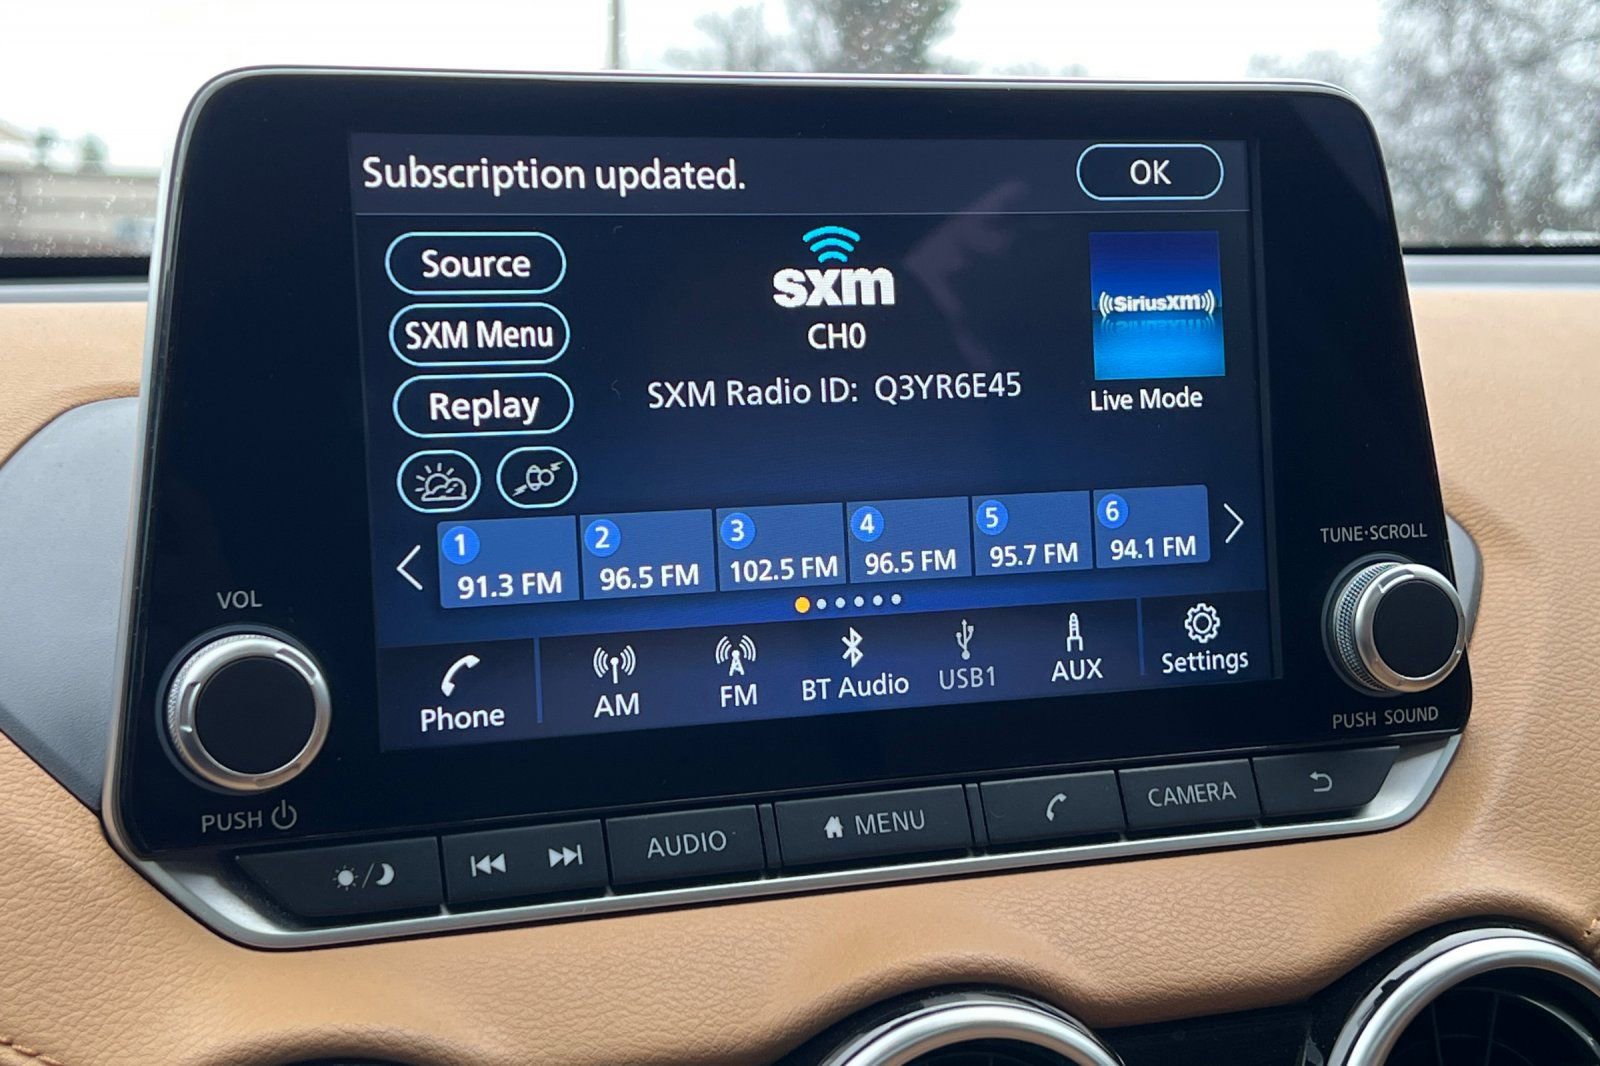 Subscription updated.
OK
Source
SXM Menu
Replay
sxm
CH0
SXM Radio ID: Q3YR6E45
((SiriusXM))
Live Mode
1
91.3 FM
2
96.5 FM
3
102.5 FM
4
96.5 FM
5
95.7 FM
6
94.1 FM
Phone
AM
FM
BT Audio
USB1
AUX
Settings
VOL
PUSH
TUNE·SCROLL
PUSH SOUND
AUDIO
MENU
CAMERA